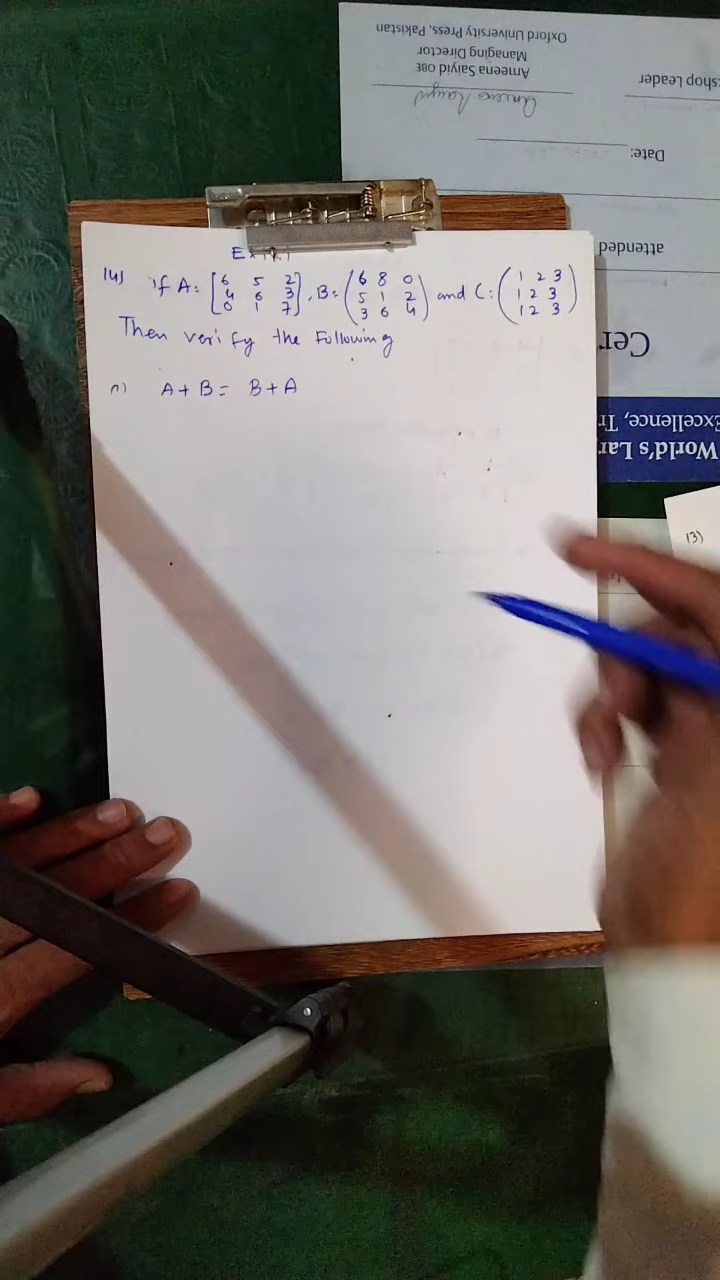 14) if A = [6 5 2], B = (6 8 0) and C = (1 2 3)
4 6 3 5 1 2 1 2 3
0 1 7 3 6 4 1 2 3
Then verify the Following
A + B = B + A
Oxford University Press, Pakistan
Managing Director
Ameena Saiyid OBE
shop Leader
Date:
attended
Cer
Excellence, Tr
World's Lar
13)